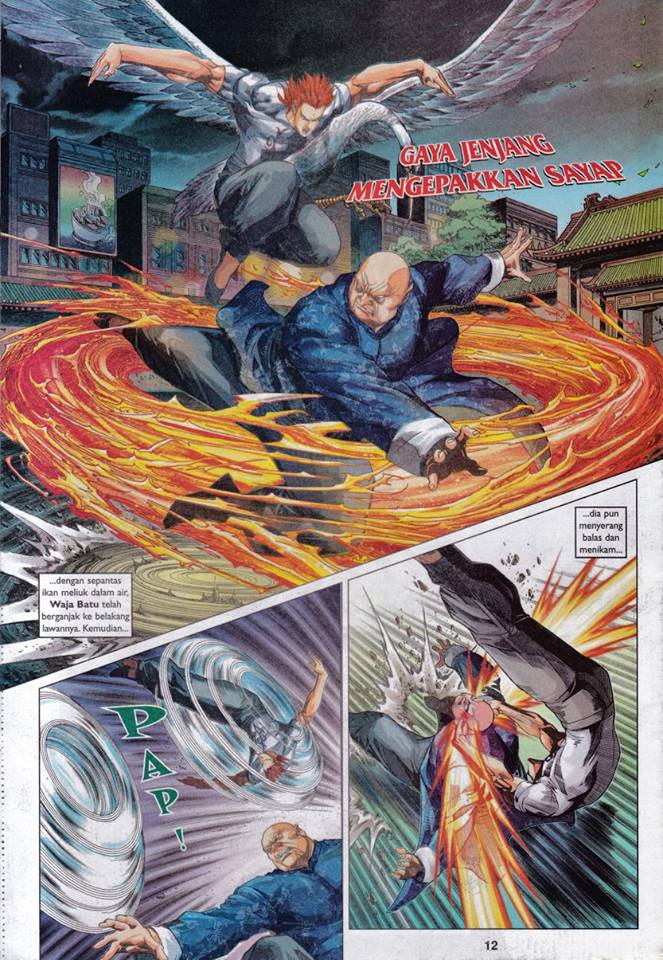 GAYA JENJANG
MENGEPAKKAN SAYAP
...dengan sepantas
ikan meliuk dalam air,
Waja Batu telah
berganjak ke belakang
lawannya. Kemudian...
PAP!
...dia pun
menyerang
balas dan
menikam...
12